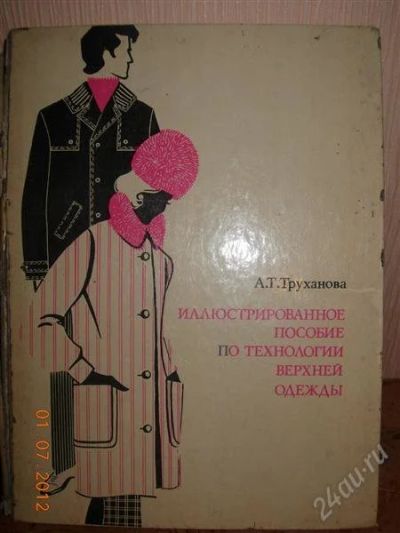 А.Т.Труханова
ИЛЛЮСТРИРОВАННОЕ
ПОСОБИЕ
ПО ТЕХНОЛОГИИ
ВЕРХНЕЙ
ОДЕЖДЫ
01 07 2012
24au.ru